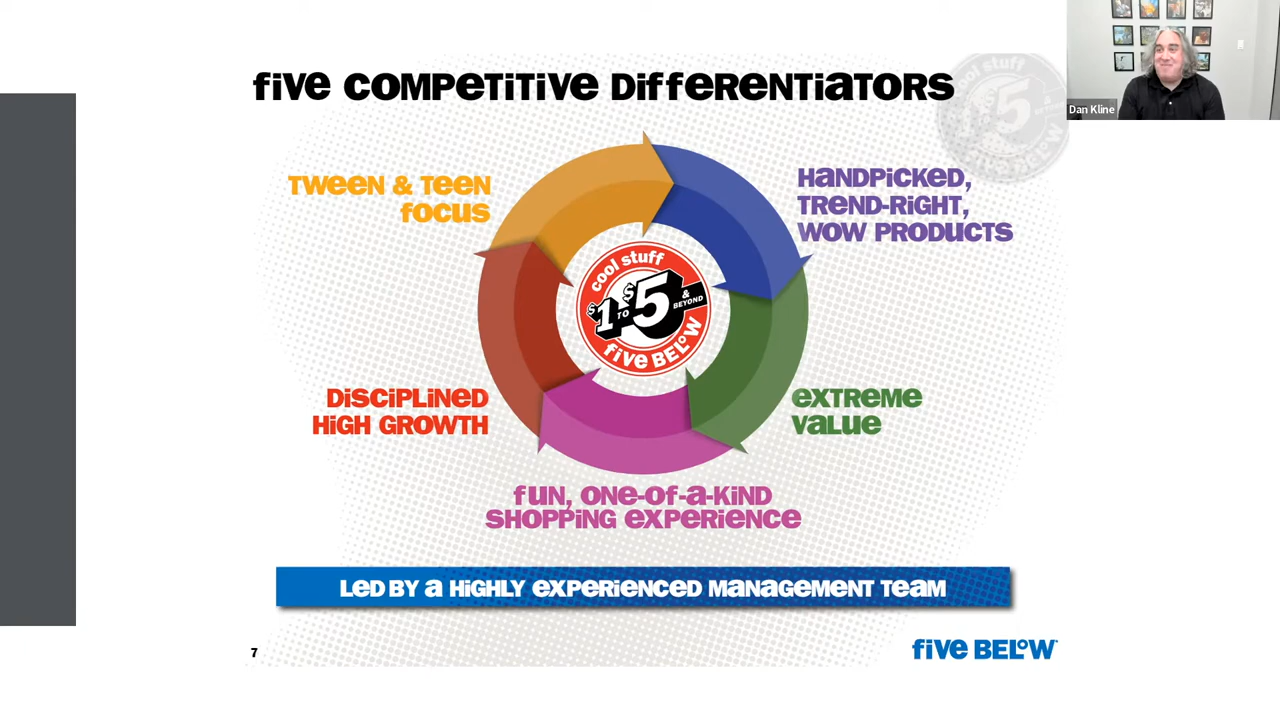 five COMPETITIVE DIFFERENTIATORS
Dan Kline
TWEEN & TEEN
FOCUS
HANDPICKED,
TREND-RIGHT,
WOW PRODUCTS
cool stuff
$1 TO $5 & BEYOND
five BELOW
DISCIPLINED
HIGH GROWTH
EXTREME
VALUE
FUN, ONE-OF-A-KIND
SHOPPING EXPERIENCE
LED BY A HIGHLY EXPERIENCED MANAGEMENT TEAM
7
five BELOW